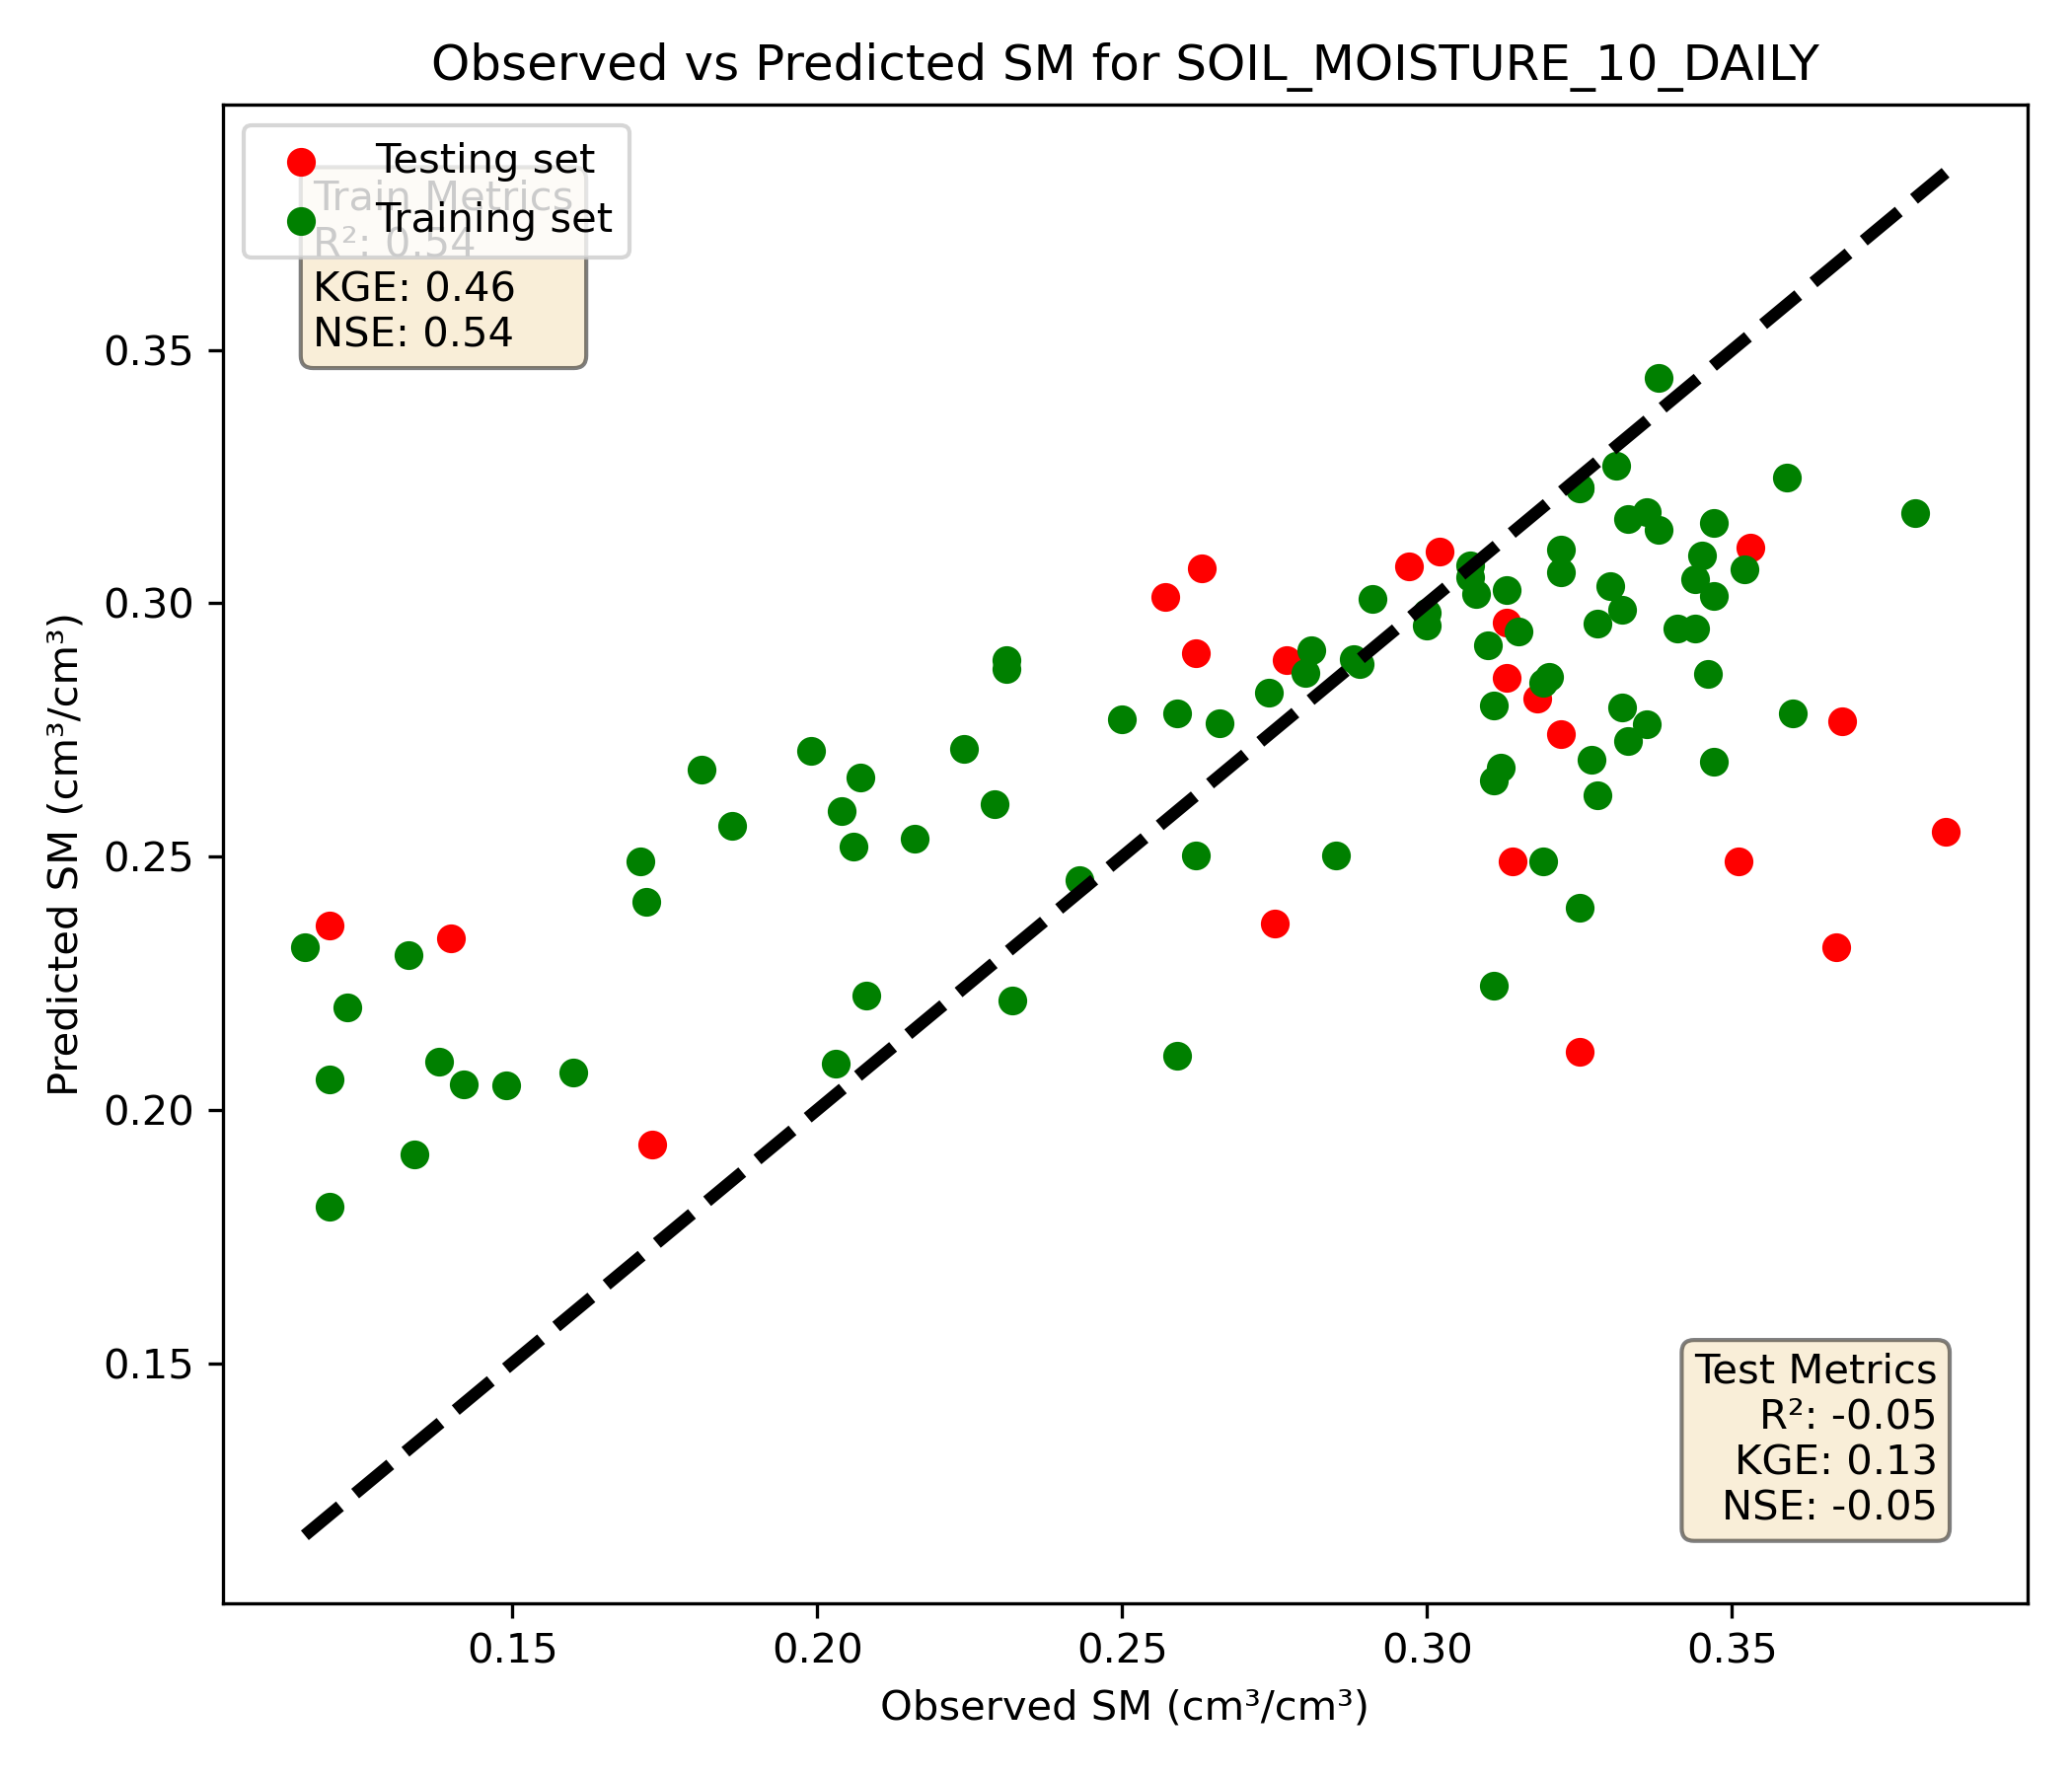 Observed vs Predicted SM for SOIL_MOISTURE_10_DAILY
Testing set
Training set
Train Metrics
R²: 0.54
KGE: 0.46
NSE: 0.54
0.35
0.30
0.25
0.20
0.15
Predicted SM (cm³/cm³)
Test Metrics
R²: -0.05
KGE: 0.13
NSE: -0.05
0.15 0.20 0.25 0.30 0.35
Observed SM (cm³/cm³)